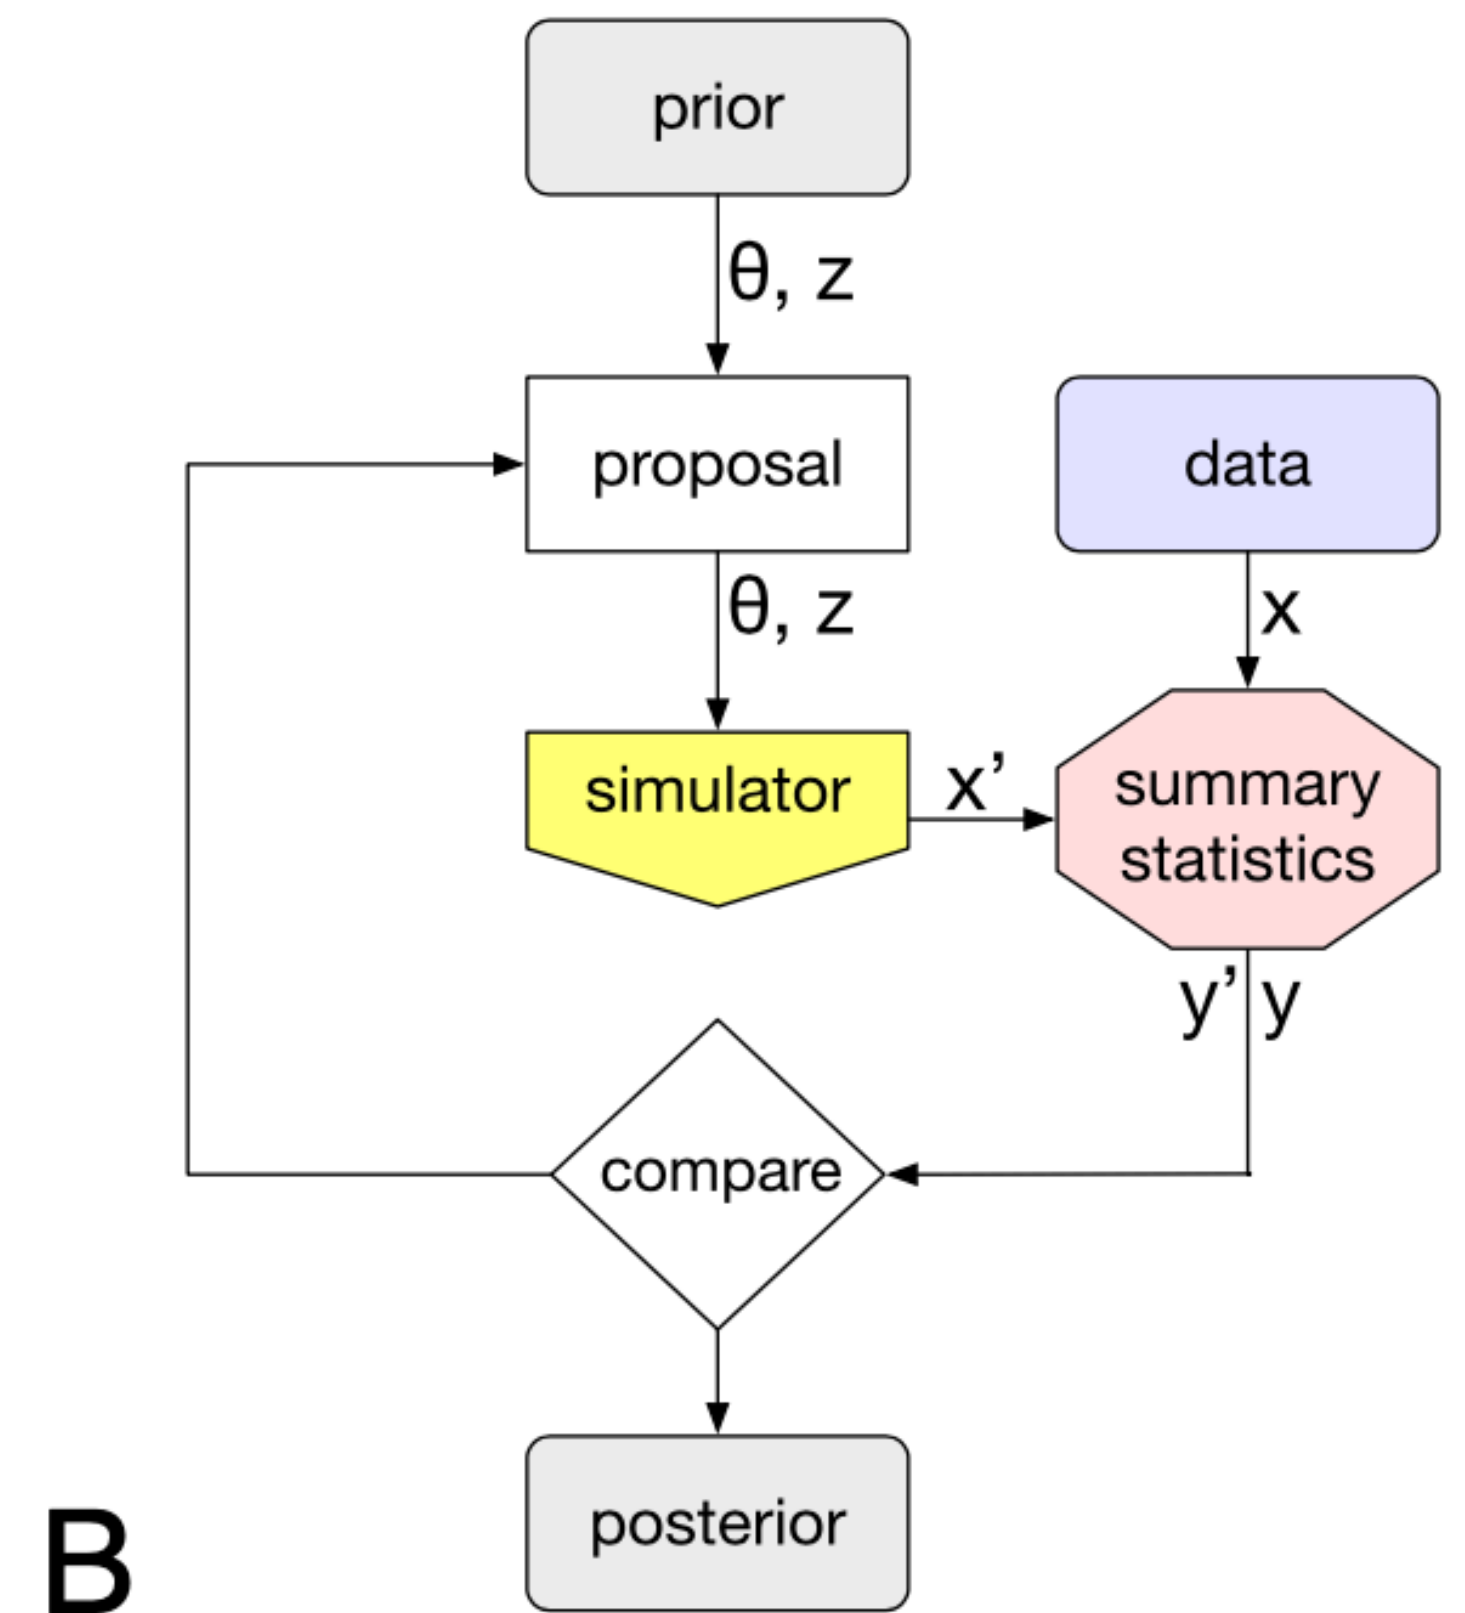 prior
θ, z
proposal
data
θ, z
x
simulator
x’
summary
statistics
y’ y
compare
posterior
B